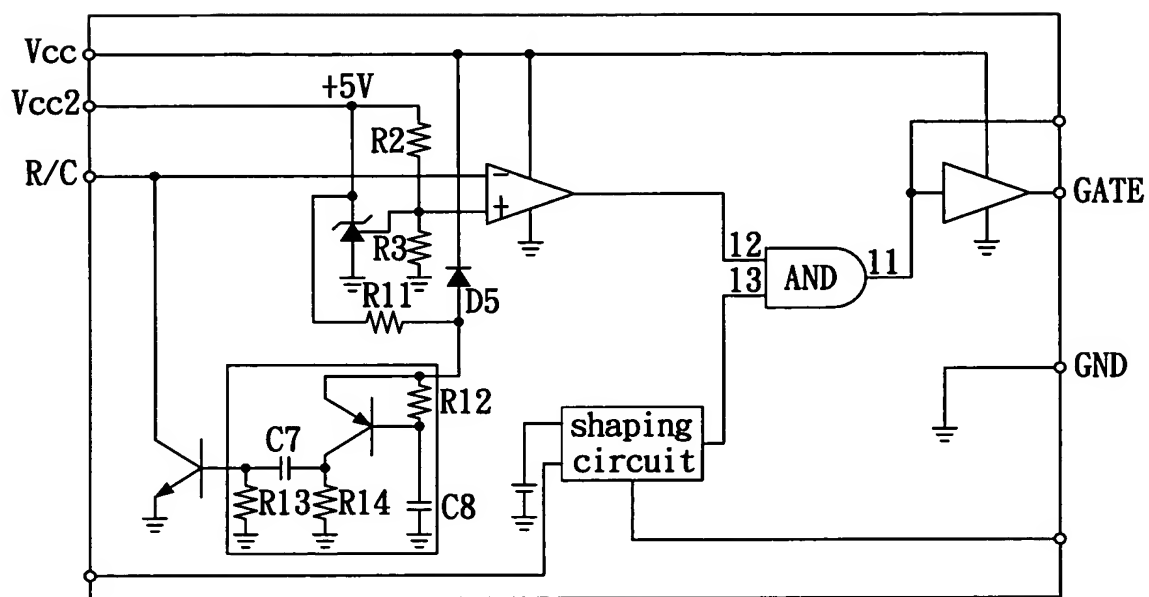 Vcc
+5V
Vcc2
R2
R/C
−
GATE
+
R3
12
13
AND
11
R11
D5
GND
R12
shaping
circuit
C7
R13
R14
C8